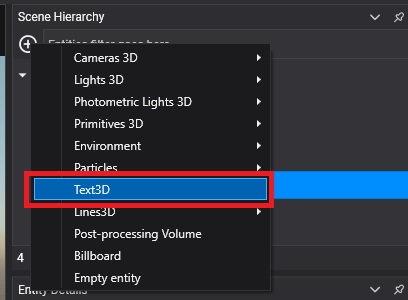 Scene Hierarchy
Entity filter goes here
Cameras 3D
Lights 3D
Photometric Lights 3D
Primitives 3D
Environment
Particles
Text3D
Lines3D
Post-processing Volume
Billboard
Empty entity
4
Entity Details